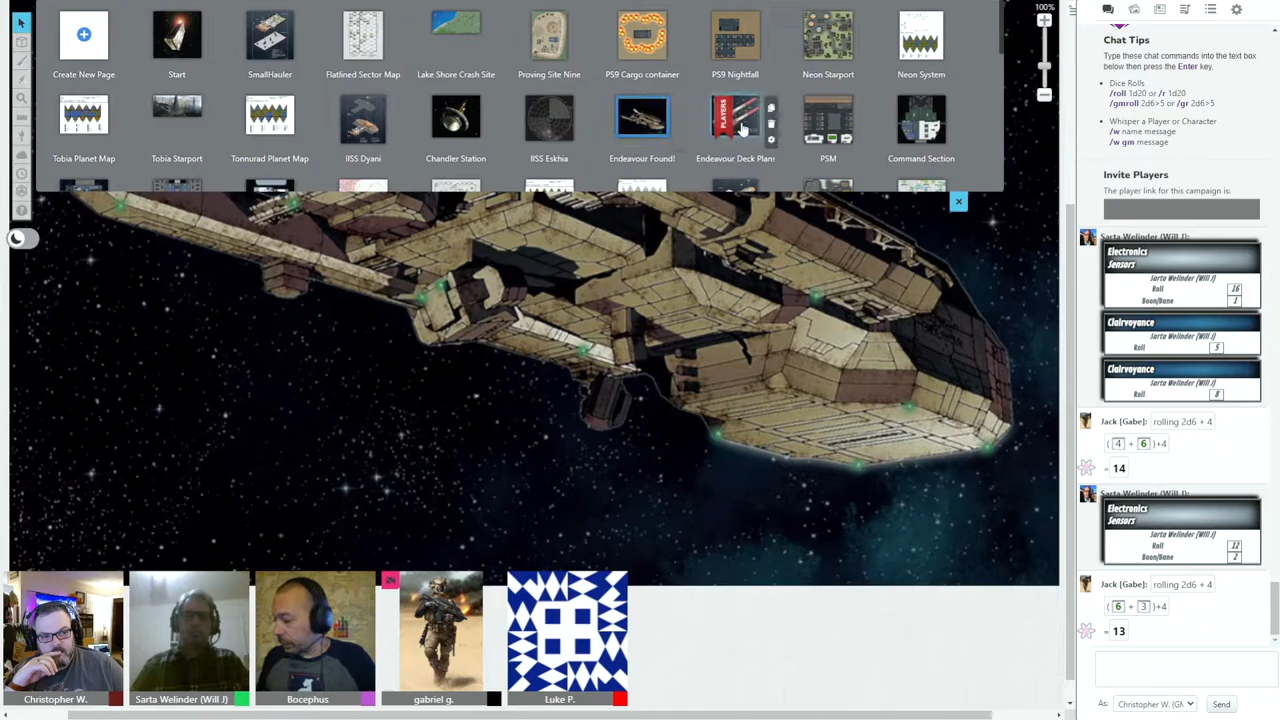 100%
Create New Page
Start
SmallHauler
Flatlined Sector Map
Lake Shore Crash Site
Proving Site Nine
PS9 Cargo container
PS9 Nightfall
Neon Starport
Neon System
PLAYERS
Tobia Planet Map
Tobia Starport
Tonnurad Planet Map
IISS Dyani
Chandler Station
IISS Eskhia
Endeavour Found!
Endeavour Deck Plans
PSM
Command Section
Chat Tips
Type these chat commands into the text
box below then press the Enter key.
Dice Rolls
/roll 1d20 or /r 1d20
/gmroll 2d6>5 or /gr 2d6>5
Whisper a Player or Character
/w name message
/w gm message
Invite Players
The player link for this campaign is:
Sarta Welinder (Will J):
Electronics
Sensors
Sarta Welinder (Will J)
Roll 16
Boon/Bane 1
Clairvoyance
Sarta Welinder (Will J)
Roll 5
Clairvoyance
Sarta Welinder (Will J)
Roll 8
Jack [Gabe]: rolling 2d6 + 4
( 4 + 6 )+4
= 14
Sarta Welinder (Will J):
Electronics
Sensors
Sarta Welinder (Will J)
Roll 12
Boon/Bane 2
Jack [Gabe]: rolling 2d6 + 4
( 6 + 3 )+4
= 13
As: Christopher W. (GM
Send
Christopher W.
Sarta Welinder (Will J)
Bocephus
gabriel g.
Luke P.